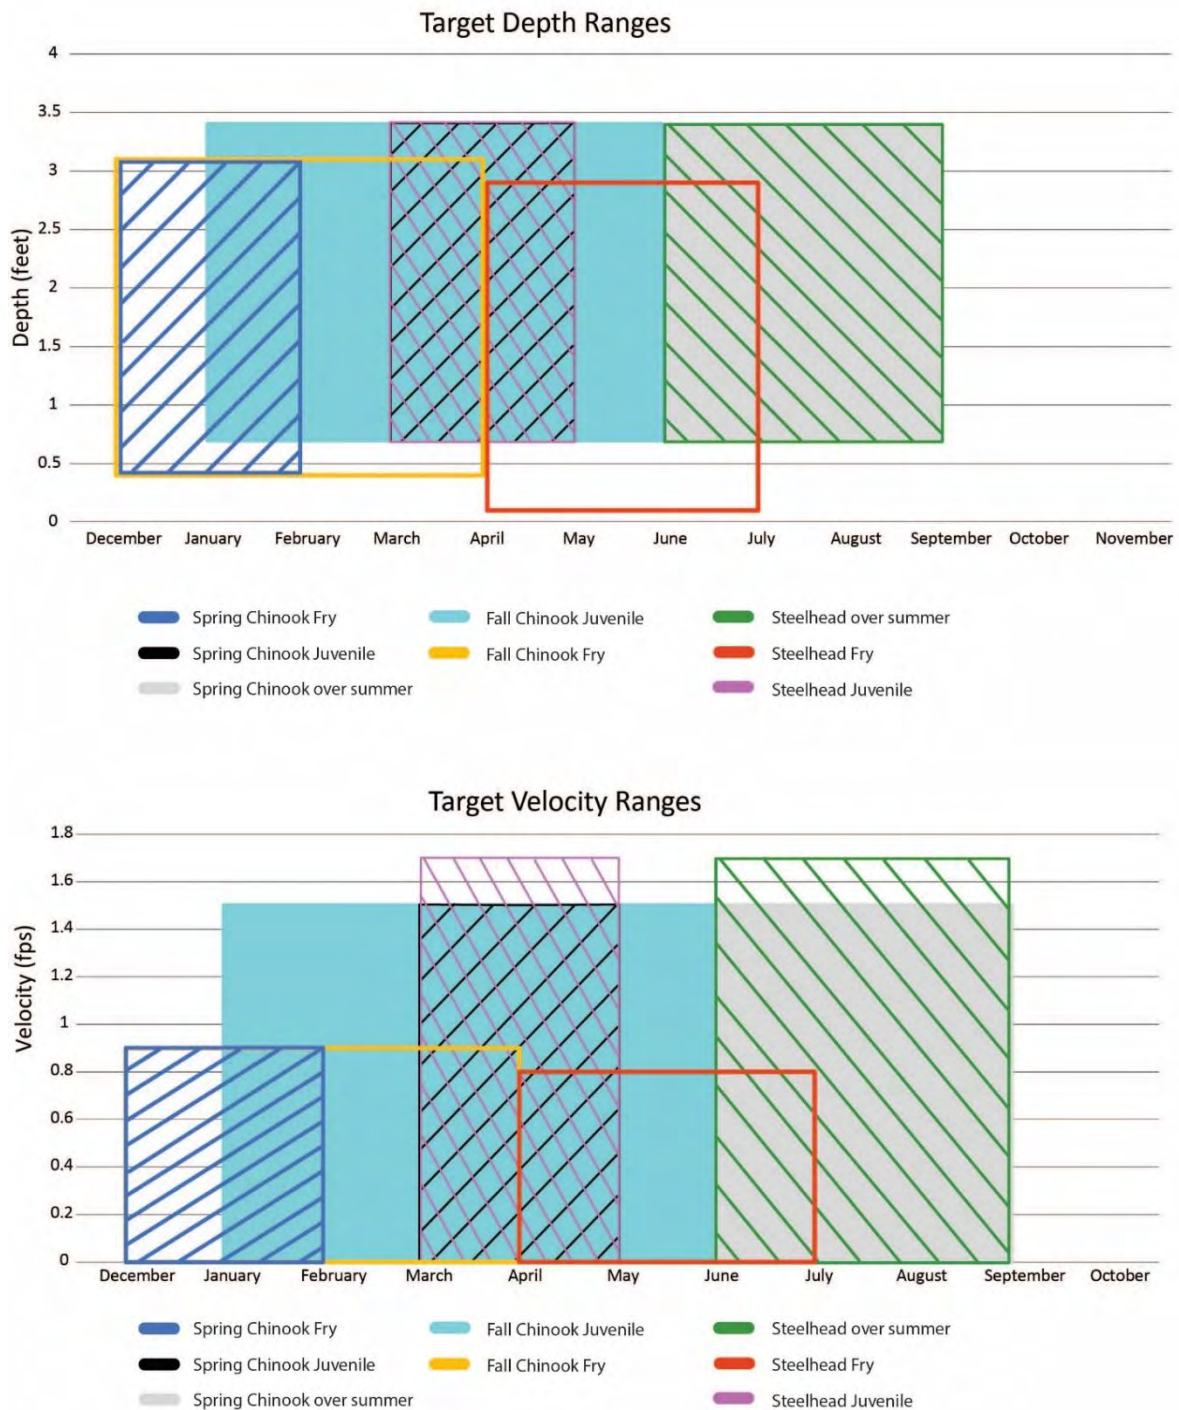 Target Depth Ranges
4
3.5
3
2.5
2
1.5
1
0.5
0
Depth (feet)
December January February March April May June July August September October November
Spring Chinook Fry Fall Chinook Juvenile Steelhead over summer
Spring Chinook Juvenile Fall Chinook Fry Steelhead Fry
Spring Chinook over summer Steelhead Juvenile
Target Velocity Ranges
1.8
1.6
1.4
1.2
1
0.8
0.6
0.4
0.2
0
Velocity (fps)
December January February March April May June July August September October
Spring Chinook Fry Fall Chinook Juvenile Steelhead over summer
Spring Chinook Juvenile Fall Chinook Fry Steelhead Fry
Spring Chinook over summer Steelhead Juvenile